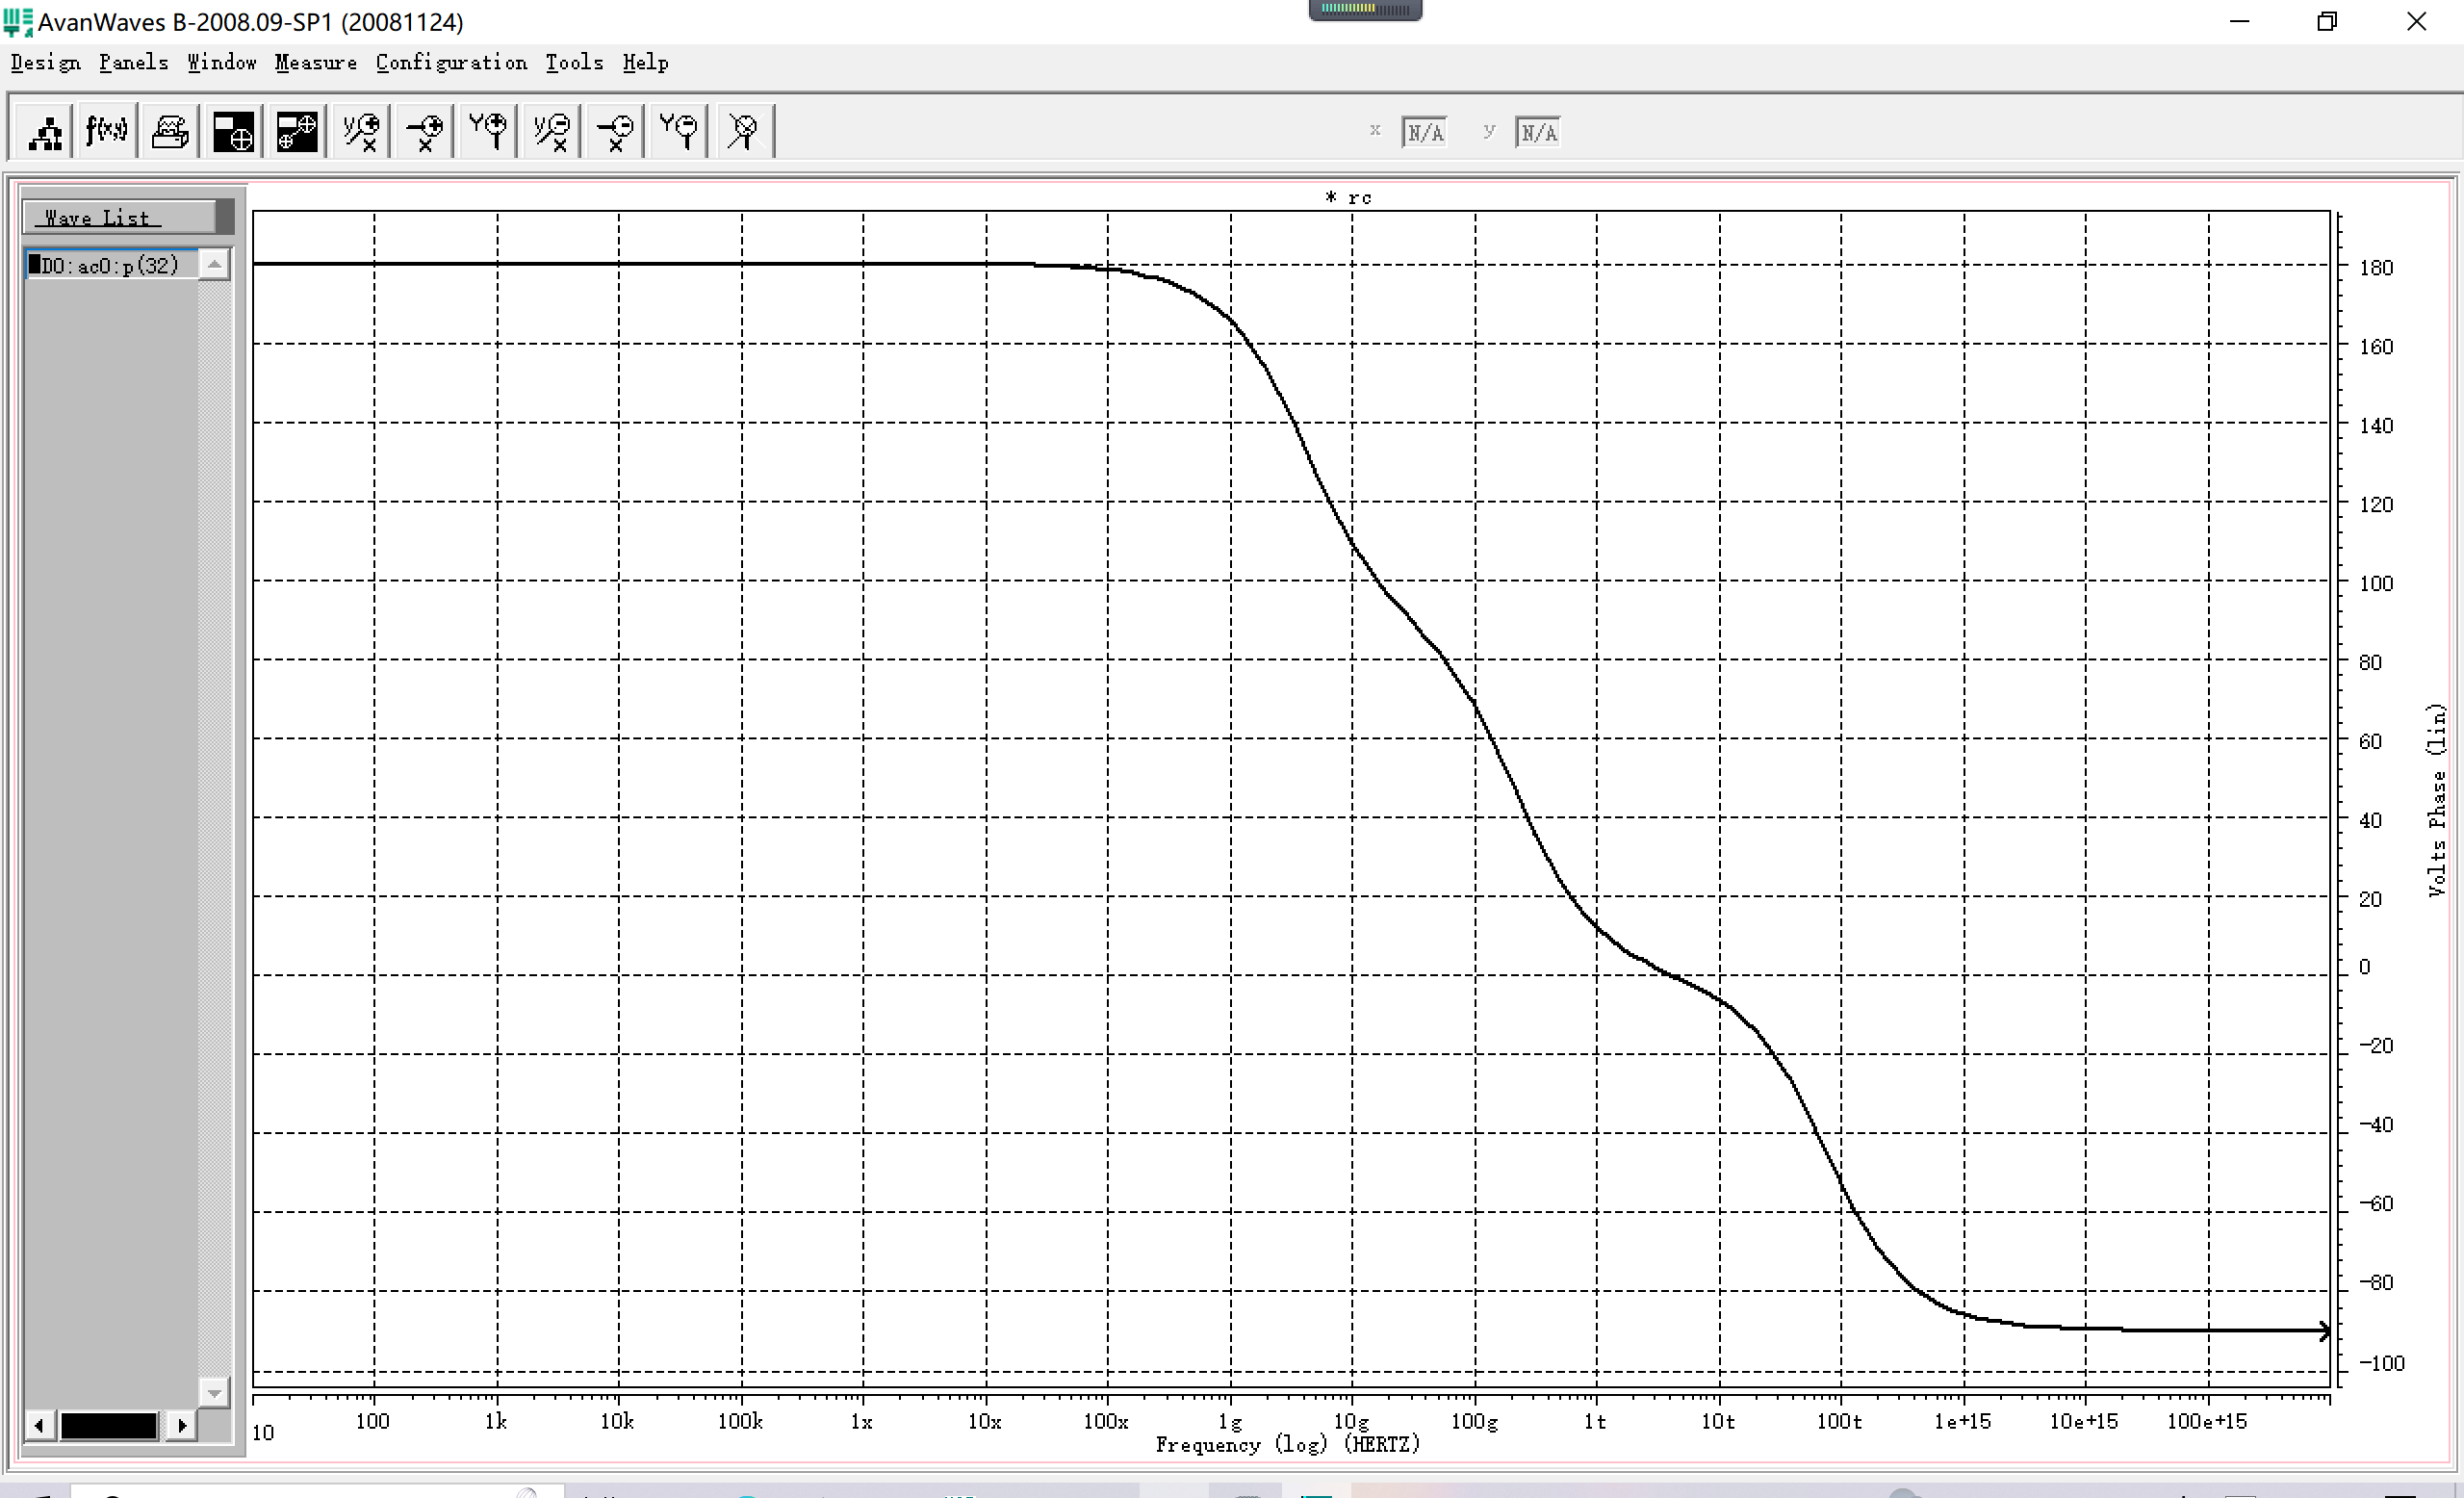 AvanWaves B-2008.09-SP1 (20081124)
Design Panels Window Measure Configuration Tools Help
f(x,y) y x x Y y x x Y x N/A y N/A
* rc
Wave List
D0:ac0:p(32)
180
160
140
120
100
80
60
40
20
0
-20
-40
-60
-80
-100
Volts Phase (lin)
10 100 1k 10k 100k 1x 10x 100x 1g 10g 100g 1t 10t 100t 1e+15 10e+15 100e+15
Frequency (log) (HERTZ)